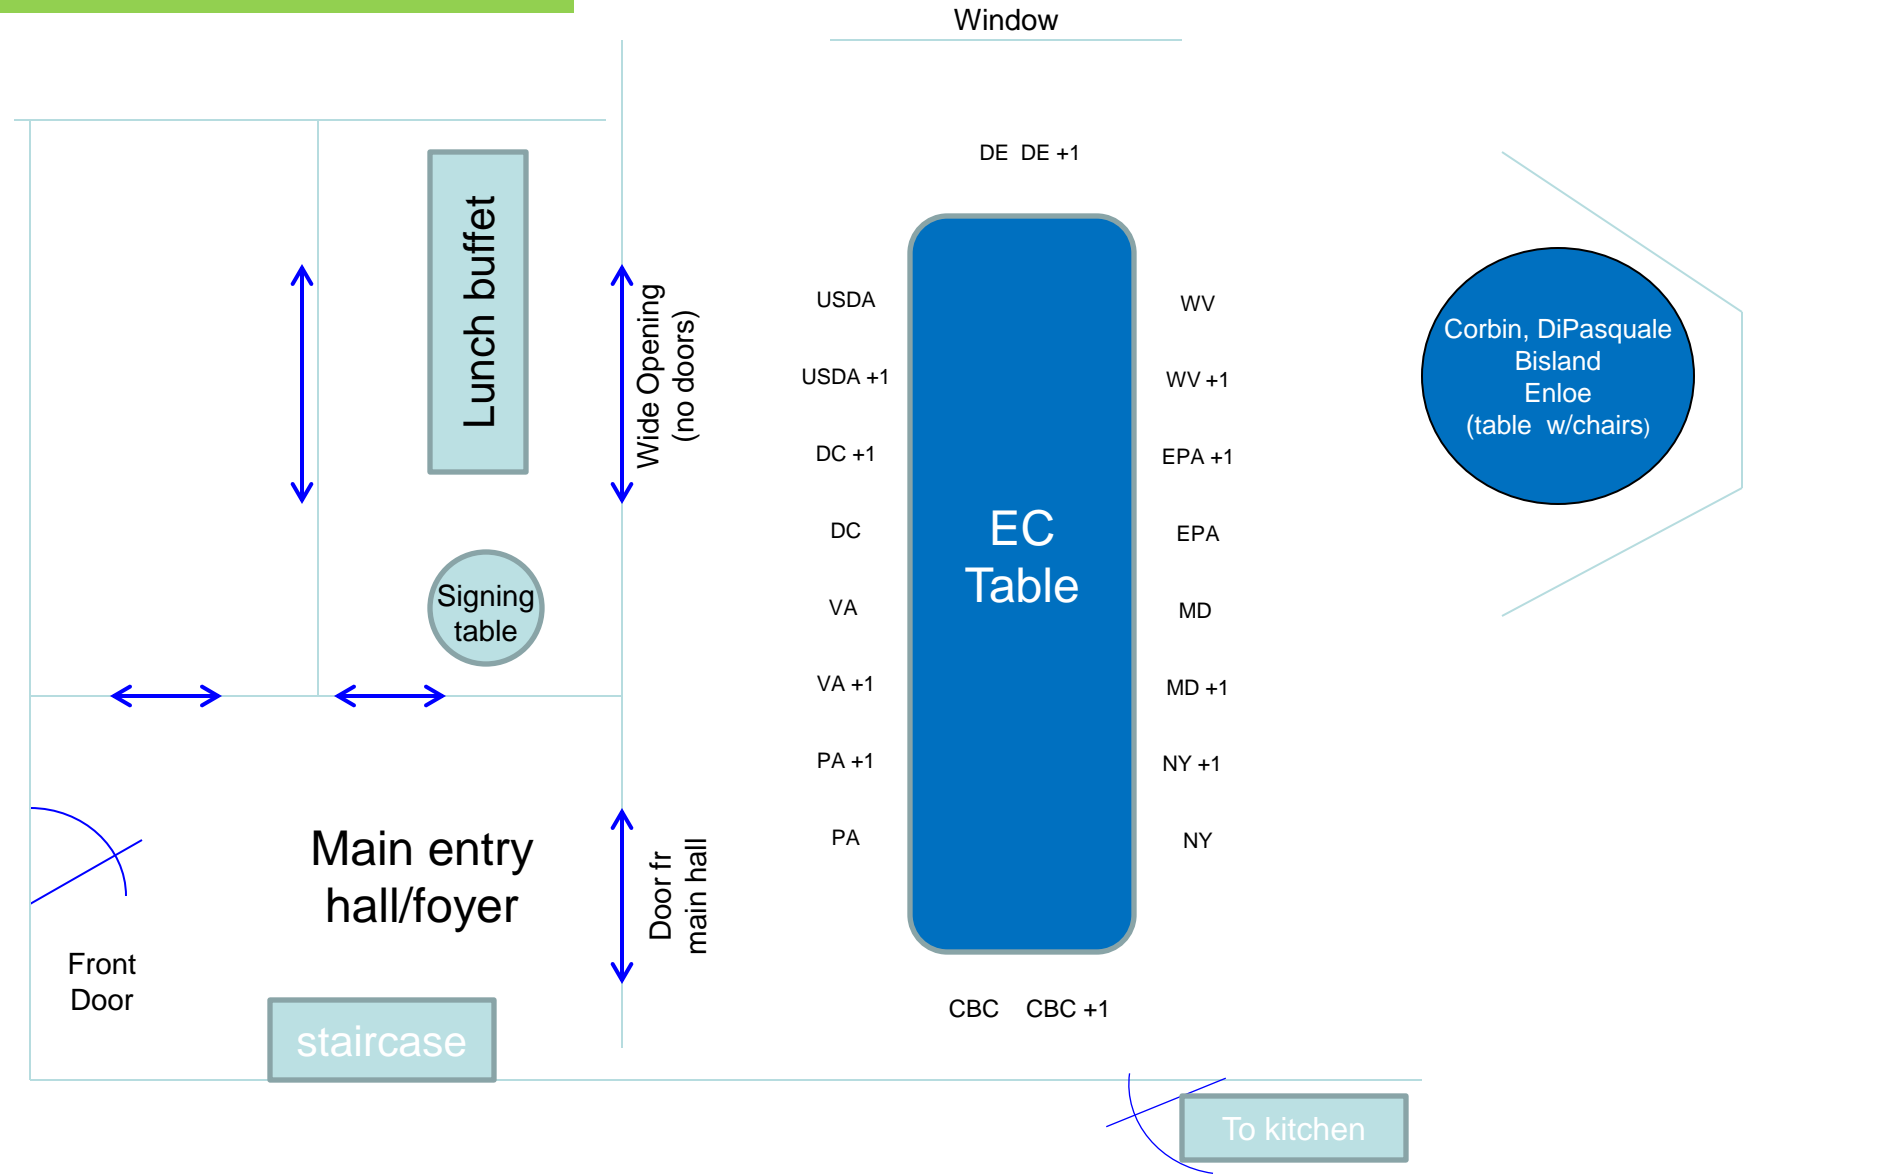 Window
DE DE +1
Lunch buffet
Wide Opening
(no doors)
USDA
USDA +1
DC +1
DC
VA
VA +1
PA +1
PA
EC
Table
WV
WV +1
EPA +1
EPA
MD
MD +1
NY +1
NY
Corbin, DiPasquale
Bisland
Enloe
(table w/chairs)
Signing
table
Main entry
hall/foyer
Door fr
main hall
Front
Door
staircase
CBC CBC +1
To kitchen